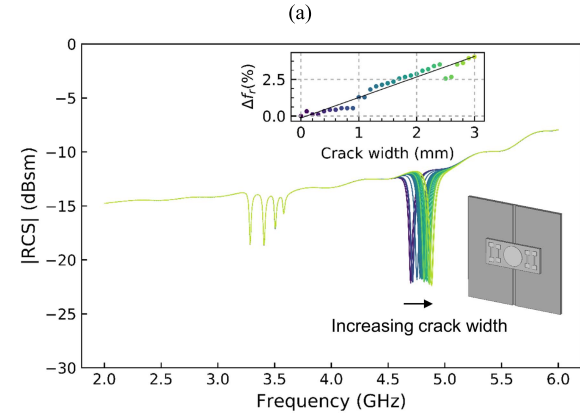 (a)
0
−5
−10
−15
−20
−25
−30
|RCS| (dBsm)
2.0 2.5 3.0 3.5 4.0 4.5 5.0 5.5 6.0
Frequency (GHz)
Δfr(%)
2.5
0.0
0 1 2 3
Crack width (mm)
Increasing crack width